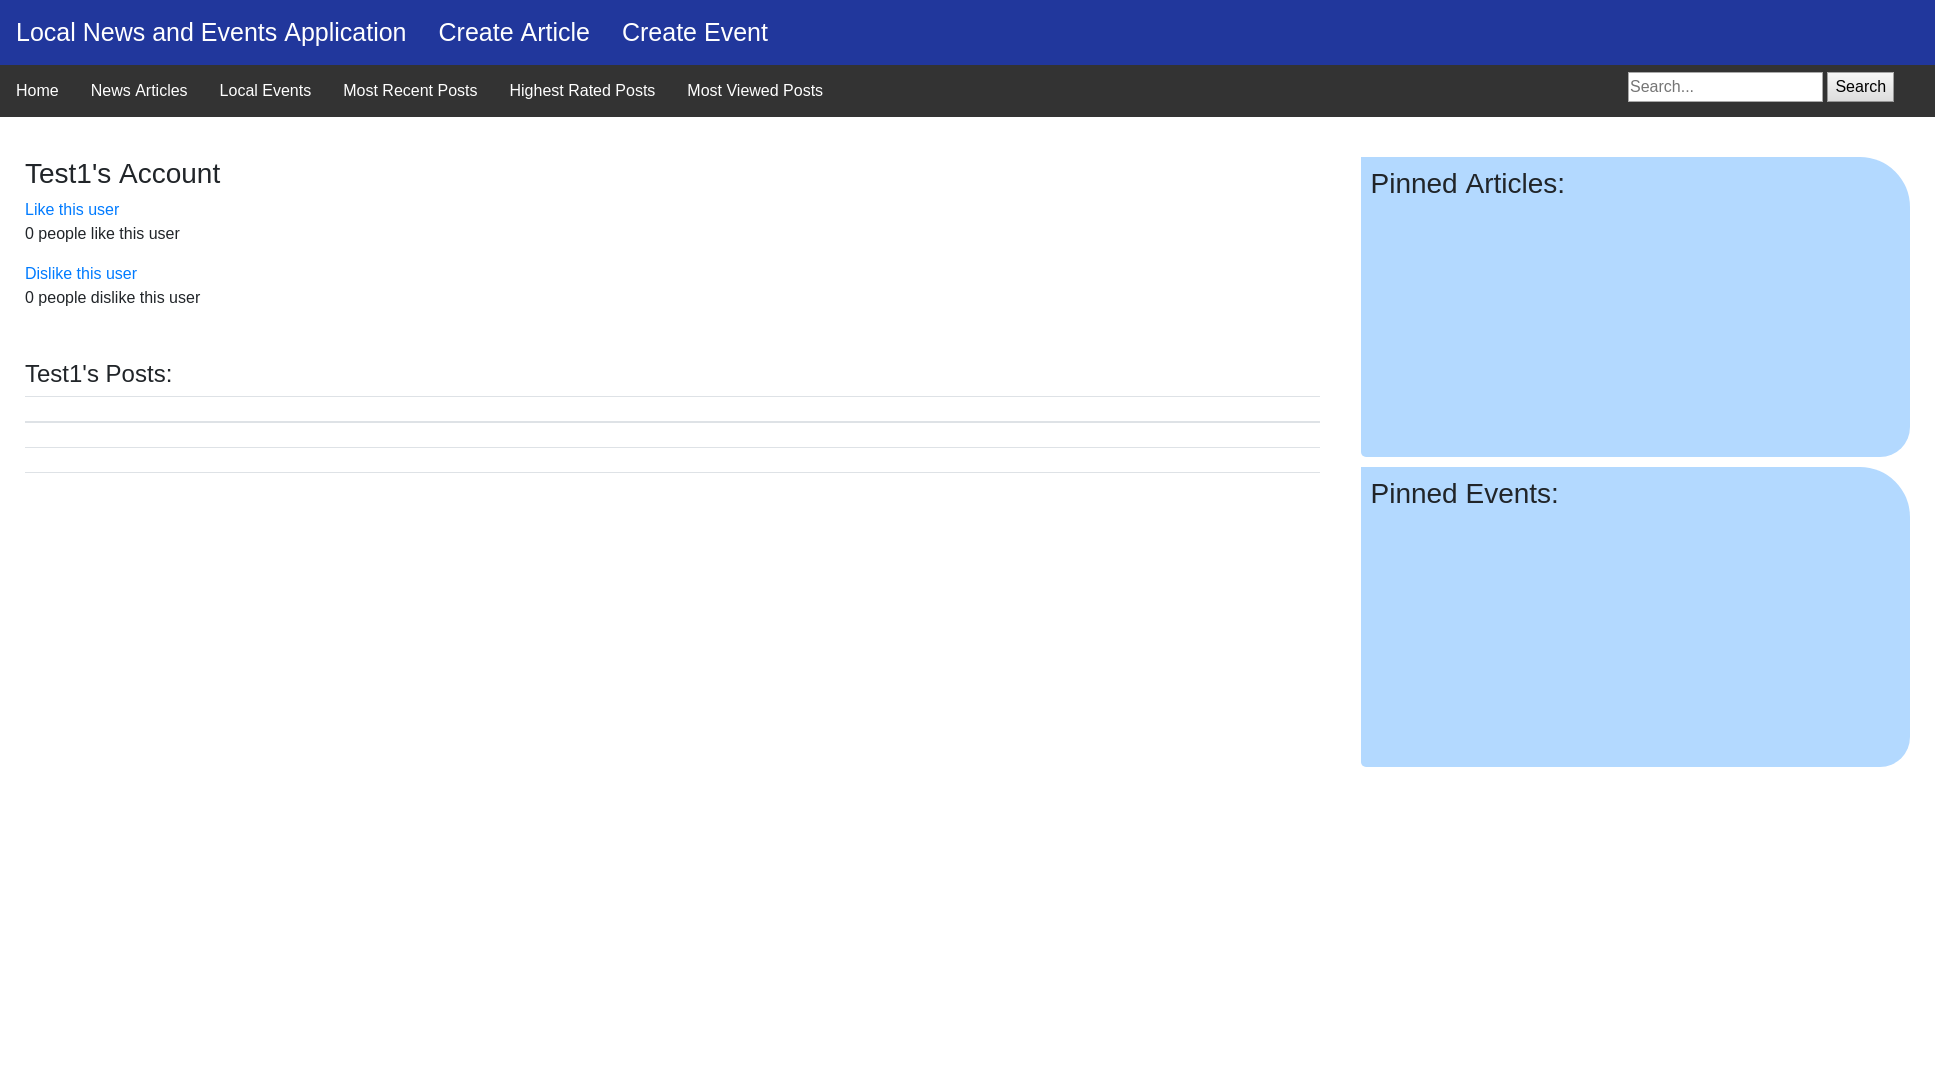 Local News and Events Application Create Article Create Event
Home News Articles Local Events Most Recent Posts Highest Rated Posts Most Viewed Posts Search... Search
Test1's Account
Like this user
0 people like this user
Dislike this user
0 people dislike this user
Test1's Posts:
Pinned Articles:
Pinned Events: